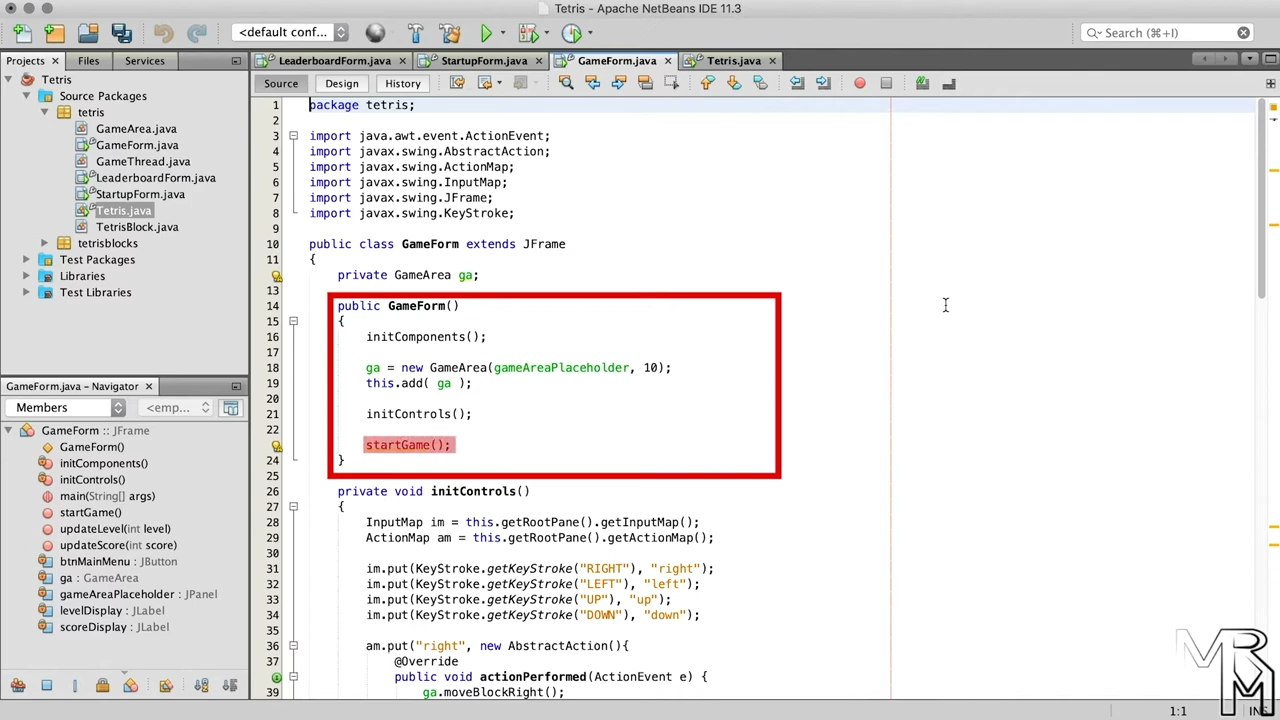 Tetris - Apache NetBeans IDE 11.3
<default conf...
Search (⌘+I)
Projects
Files
Services
LeaderboardForm.java
StartupForm.java
GameForm.java
Tetris.java
Source
Design
History
Tetris
Source Packages
tetris
GameArea.java
GameForm.java
GameThread.java
LeaderboardForm.java
StartupForm.java
Tetris.java
TetrisBlock.java
tetrisblocks
Test Packages
Libraries
Test Libraries
GameForm.java - Navigator
Members
<emp...
GameForm :: JFrame
GameForm()
initComponents()
initControls()
main(String[] args)
startGame()
updateLevel(int level)
updateScore(int score)
btnMainMenu : JButton
ga : GameArea
gameAreaPlaceholder : JPanel
levelDisplay : JLabel
scoreDisplay : JLabel
1 package tetris;
2
3 import java.awt.event.ActionEvent;
4 import javax.swing.AbstractAction;
5 import javax.swing.ActionMap;
6 import javax.swing.InputMap;
7 import javax.swing.JFrame;
8 import javax.swing.KeyStroke;
9
10 public class GameForm extends JFrame
11 {
private GameArea ga;
13
14 public GameForm()
15 {
16 initComponents();
17
18 ga = new GameArea(gameAreaPlaceholder, 10);
19 this.add( ga );
20
21 initControls();
22
startGame();
24 }
25
26 private void initControls()
27 {
28 InputMap im = this.getRootPane().getInputMap();
29 ActionMap am = this.getRootPane().getActionMap();
30
31 im.put(KeyStroke.getKeyStroke("RIGHT"), "right");
32 im.put(KeyStroke.getKeyStroke("LEFT"), "left");
33 im.put(KeyStroke.getKeyStroke("UP"), "up");
34 im.put(KeyStroke.getKeyStroke("DOWN"), "down");
35
36 am.put("right", new AbstractAction(){
37 @Override
public void actionPerformed(ActionEvent e) {
39 ga.moveBlockRight();
1:1